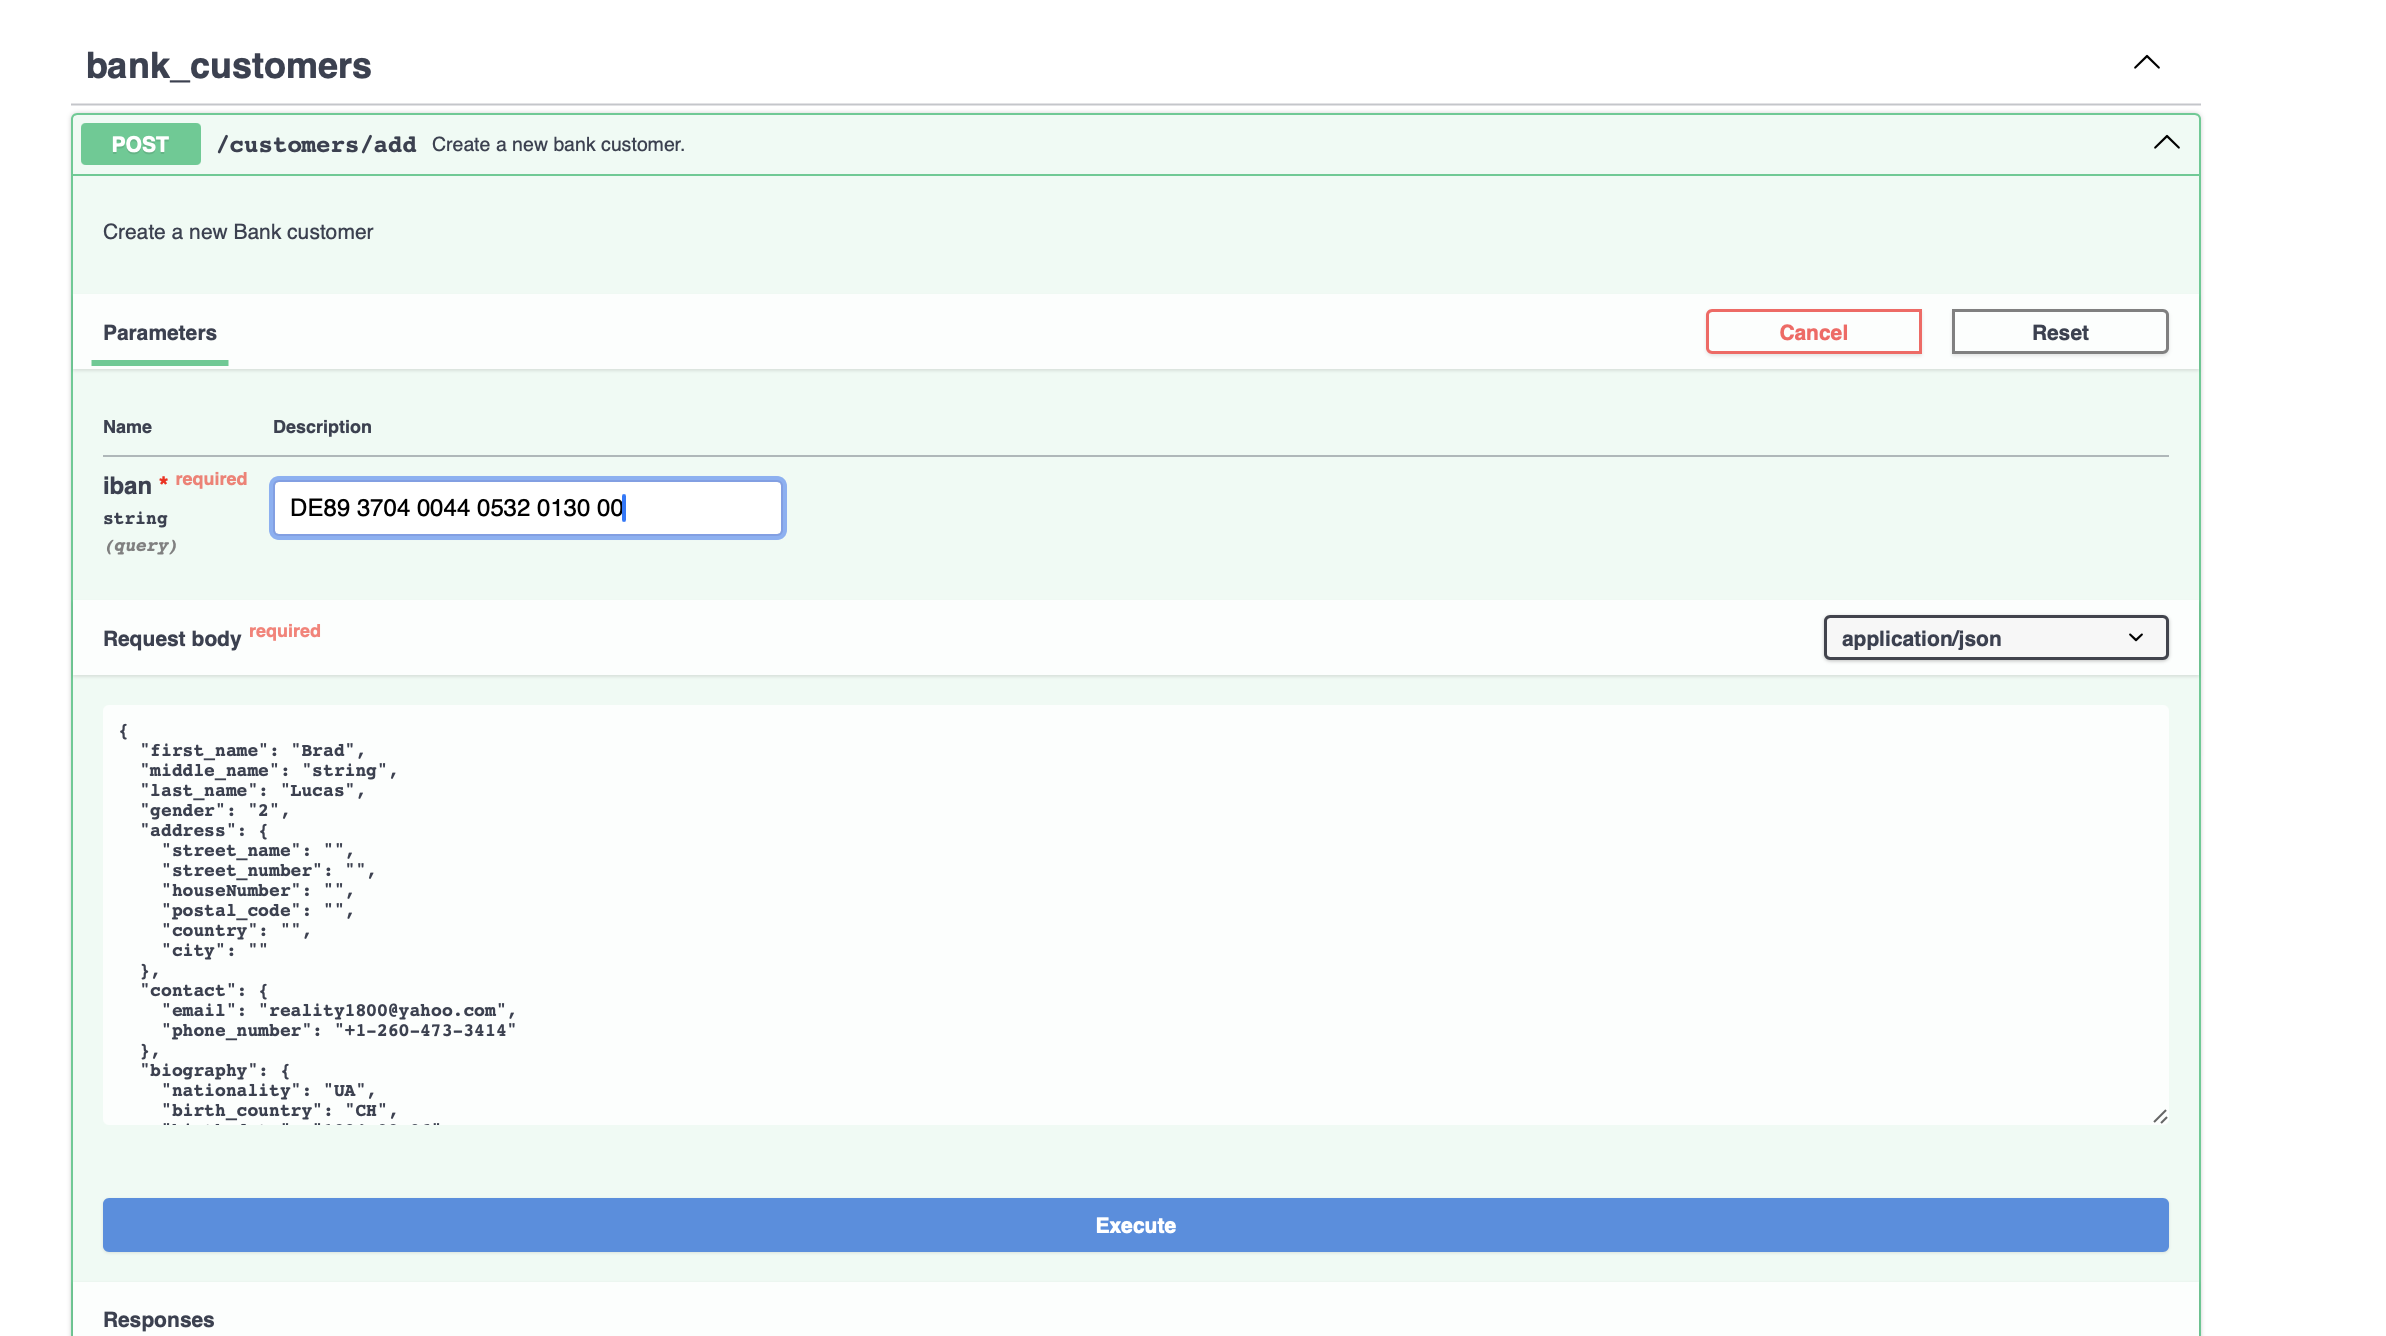 bank_customers
POST /customers/add Create a new bank customer.
Create a new Bank customer
Parameters
Cancel
Reset
Name Description
iban * required
string
(query)
DE89 3704 0044 0532 0130 00
Request body required
application/json
{
"first_name": "Brad",
"middle_name": "string",
"last_name": "Lucas",
"gender": "2",
"address": {
"street_name": "",
"street_number": "",
"houseNumber": "",
"postal_code": "",
"country": "",
"city": ""
},
"contact": {
"email": "reality1800@yahoo.com",
"phone_number": "+1-260-473-3414"
},
"biography": {
"nationality": "UA",
"birth_country": "CH",
Execute
Responses